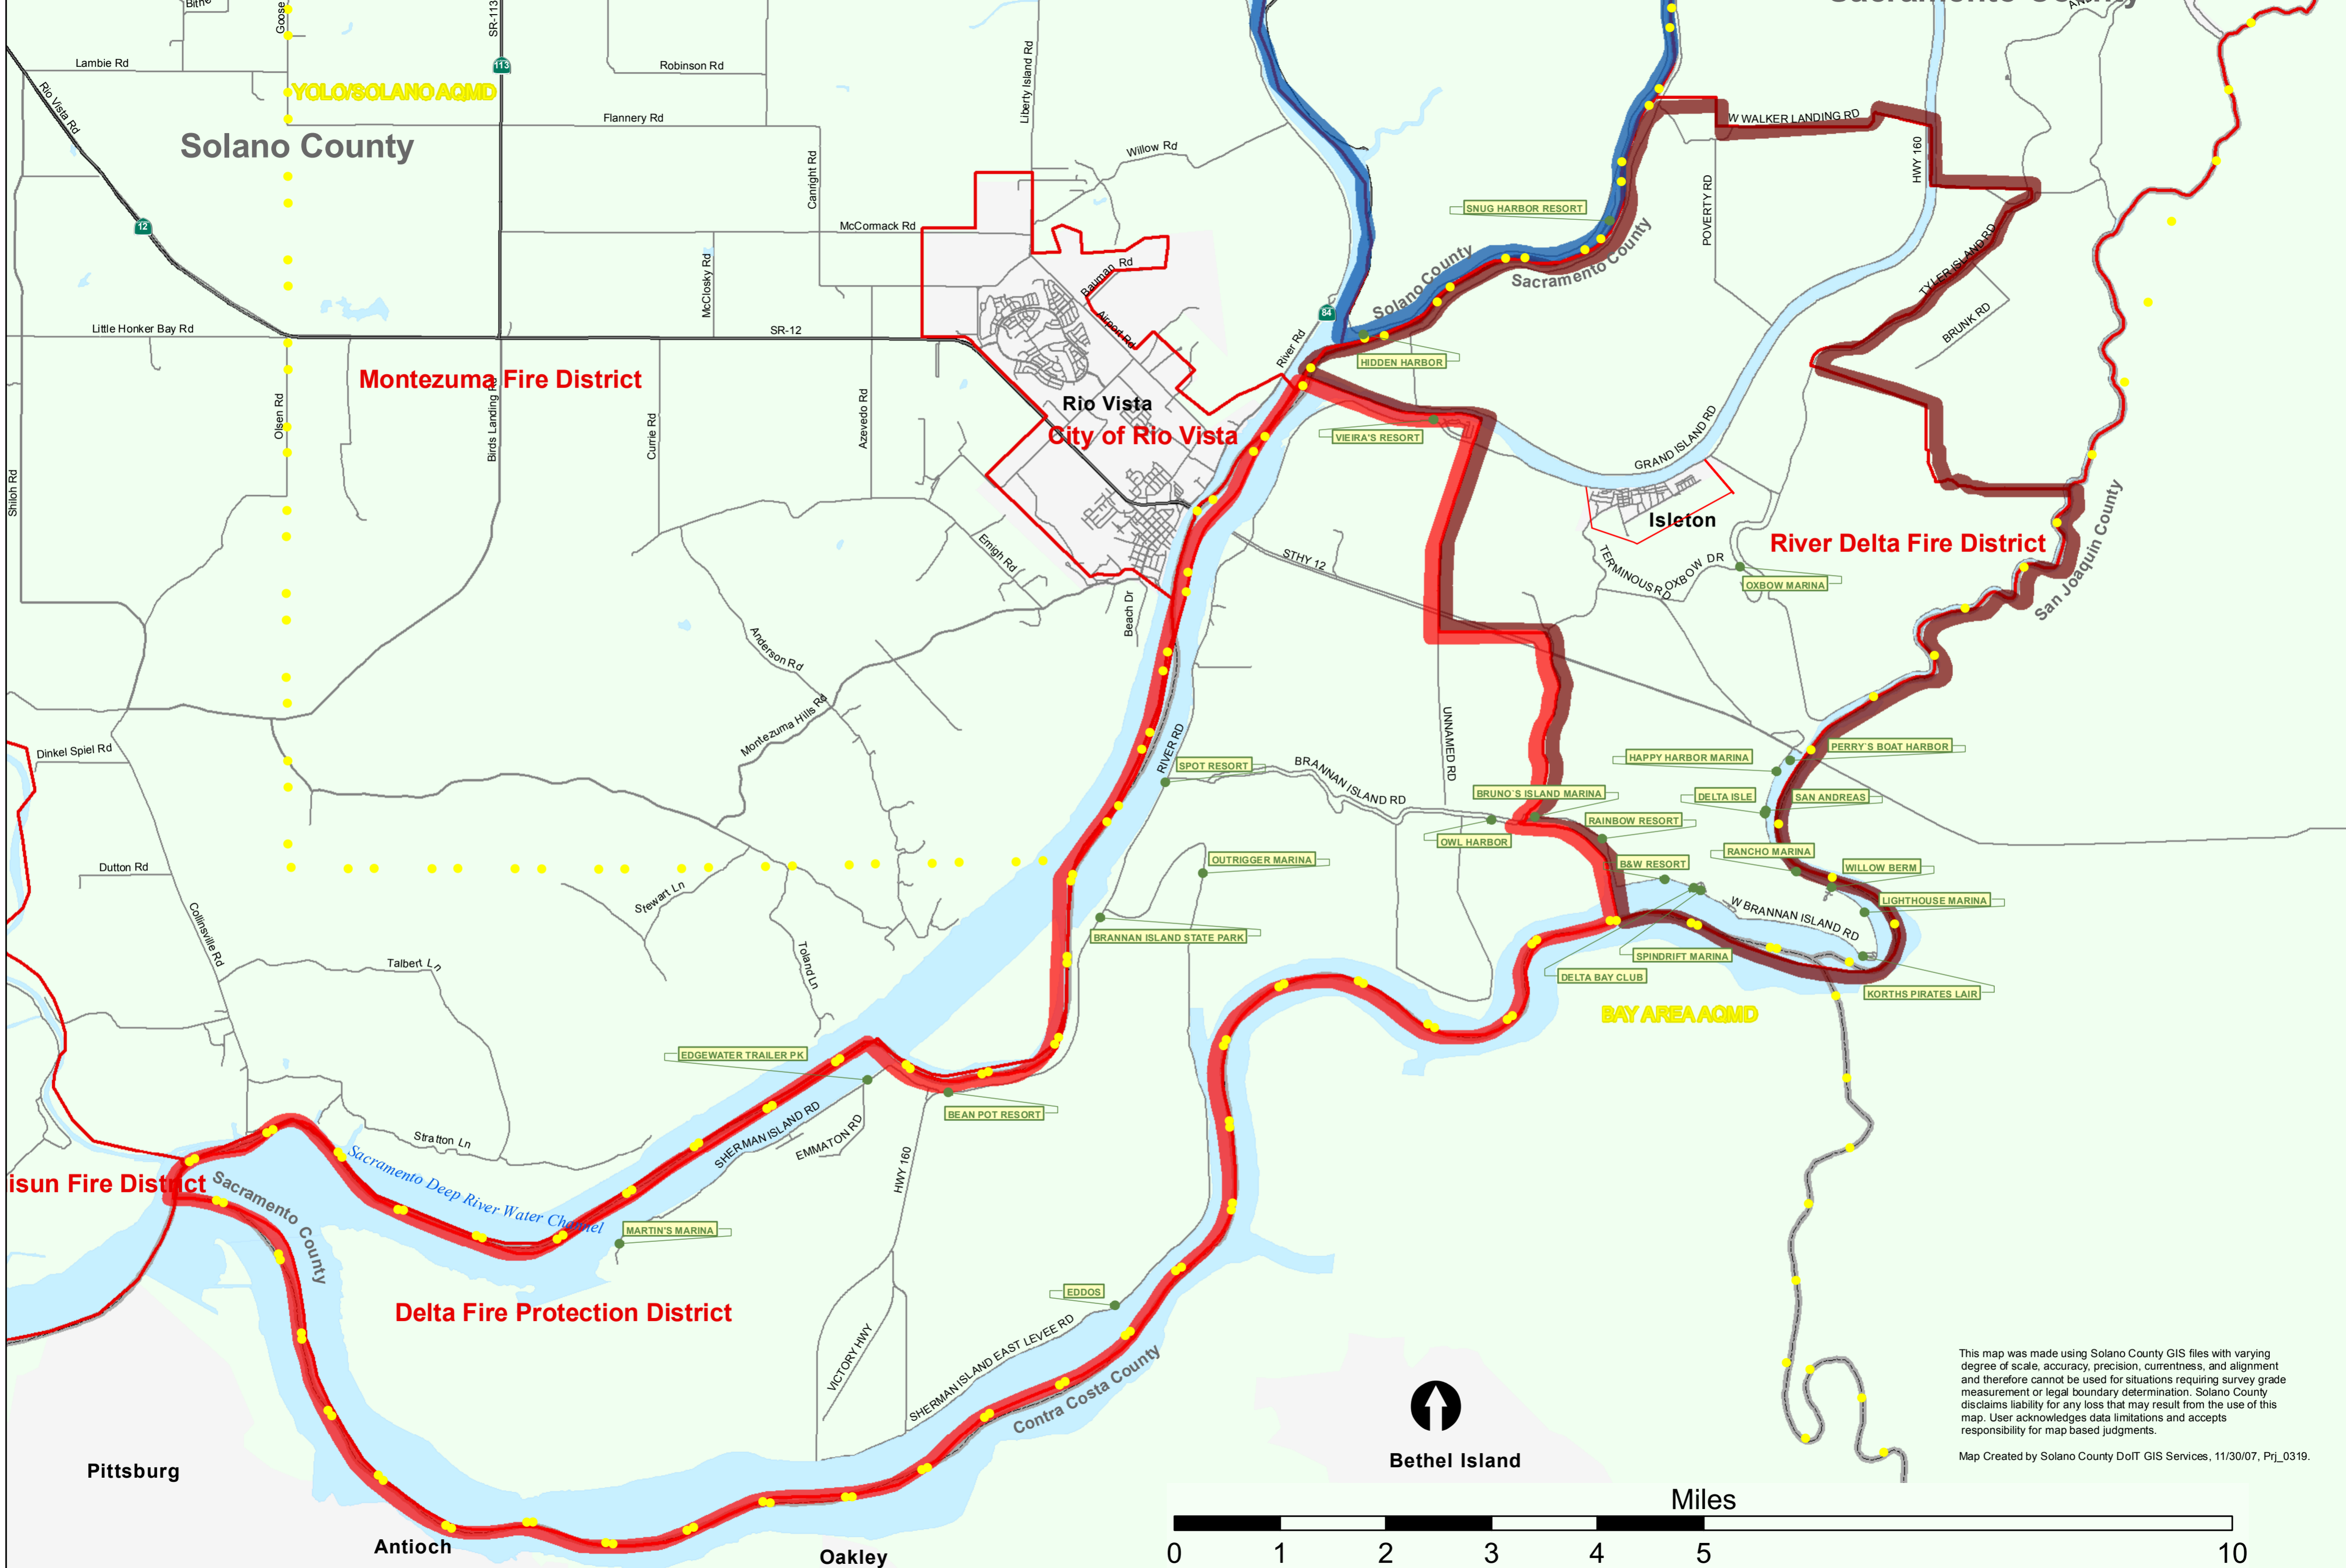 Bithe
Goose
SR-113
Sacramento County
Lambie Rd
113
Robinson Rd
Liberty Island Rd
Rio Vista Rd
YOLO/SOLANO AQMD
Flannery Rd
W WALKER LANDING RD
Solano County
Willow Rd
HWY 160
Canright Rd
POVERTY RD
SNUG HARBOR RESORT
12
McCormack Rd
Sacramento County
Solano County
TYLER ISLAND RD
McClosky Rd
Bauman Rd
84
Airport Rd
BRUNK RD
Little Honker Bay Rd
SR-12
River Rd
HIDDEN HARBOR
Montezuma Fire District
Rio Vista
City of Rio Vista
VIEIRA'S RESORT
GRAND ISLAND RD
Olsen Rd
Birds Landing Rd
Currie Rd
Azevedo Rd
Shiloh Rd
Isleton
River Delta Fire District
San Joaquin County
Emigh Rd
STHY 12
TERMINOUS RD
OXBOW DR
OXBOW MARINA
Beach Dr
Anderson Rd
Montezuma Hills Rd
UNNAMED RD
RIVER RD
Dinkel Spiel Rd
SPOT RESORT
BRANNAN ISLAND RD
HAPPY HARBOR MARINA
PERRY'S BOAT HARBOR
BRUNO'S ISLAND MARINA
DELTA ISLE
SAN ANDREAS
RAINBOW RESORT
OWL HARBOR
RANCHO MARINA
OUTRIGGER MARINA
B&W RESORT
WILLOW BERM
Dutton Rd
Stewart Ln
LIGHTHOUSE MARINA
W BRANNAN ISLAND RD
Collinsville Rd
BRANNAN ISLAND STATE PARK
Toland Ln
SPINDRIFT MARINA
Talbert Ln
DELTA BAY CLUB
KORTHS PIRATES LAIR
BAY AREA AQMD
EDGEWATER TRAILER PK
BEAN POT RESORT
Stratton Ln
SHERMAN ISLAND RD
EMMATON RD
HWY 160
isun Fire District
Sacramento County
Sacramento Deep River Water Channel
MARTIN'S MARINA
EDDOS
Delta Fire Protection District
VICTORY HWY
SHERMAN ISLAND EAST LEVEE RD
Contra Costa County
This map was made using Solano County GIS files with varying
degree of scale, accuracy, precision, currentness, and alignment
and therefore cannot be used for situations requiring survey grade
measurement or legal boundary determination. Solano County
disclaims liability for any loss that may result from the use of this
map. User acknowledges data limitations and accepts
responsibility for map based judgments.
Map Created by Solano County DoIT GIS Services, 11/30/07, Prj_0319.
Bethel Island
Pittsburg
Antioch
Oakley
Miles
0 1 2 3 4 5 10